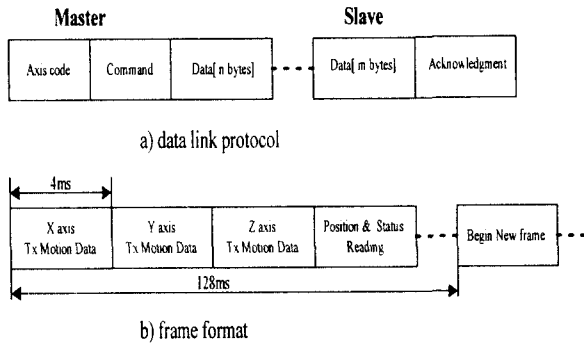 Master Slave
Axis code Command Data[ n bytes] Data[ m bytes] Acknowledgment
a) data link protocol
4ms
X axis Y axis Z axis Position & Status
Tx Motion Data Tx Motion Data Tx Motion Data Reading
Begin New frame
128ms
b) frame format